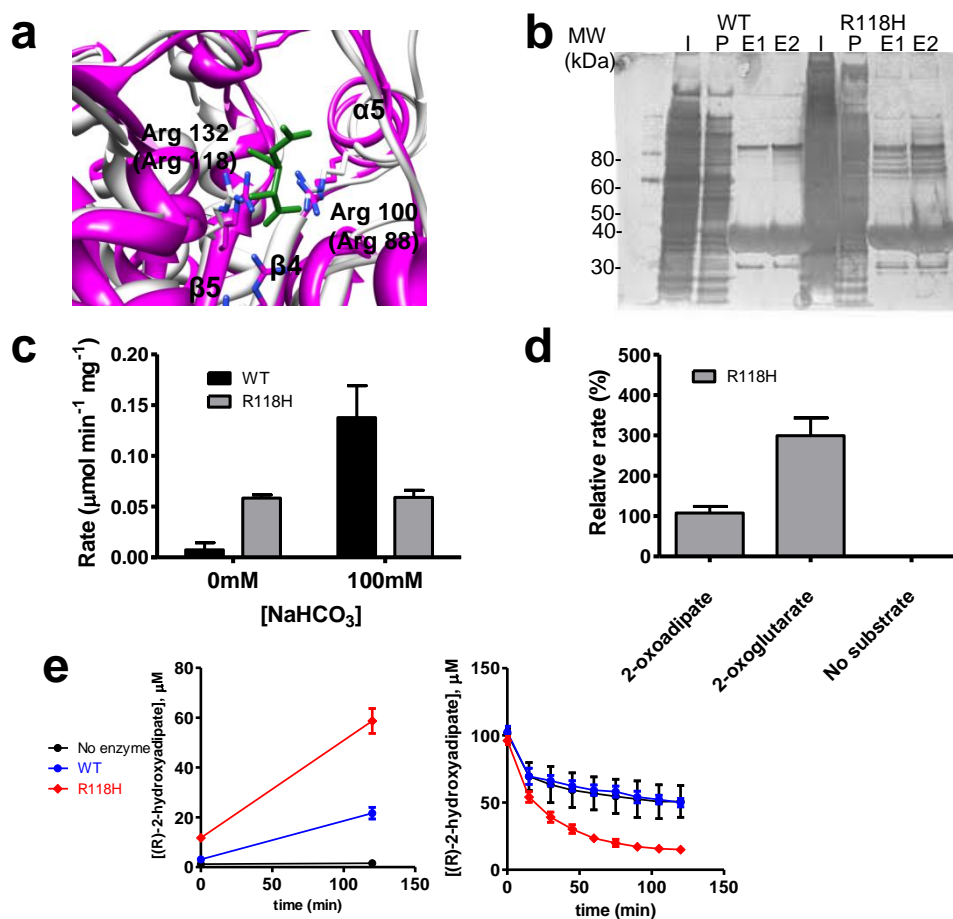 a
Arg 132
(Arg 118)
α5
Arg 100
(Arg 88)
β4
β5
b
MW
(kDa)
WT
R118H
I P E1 E2 I P E1 E2
80-
60-
50-
40-
30-
c
Rate (μmol min⁻¹ mg⁻¹)
0.20
0.15
0.10
0.05
0.00
WT
R118H
0mM 100mM
[NaHCO₃]
d
Relative rate (%)
500
400
300
200
100
0
R118H
2-oxoadipate
2-oxoglutarate
No substrate
e
No enzyme
WT
R118H
[(R)-2-hydroxyadipate], μM
80
60
40
20
0
0 50 100 150
time (min)
[(R)-2-hydroxyadipate], μM
150
100
50
0
0 50 100 150
time (min)